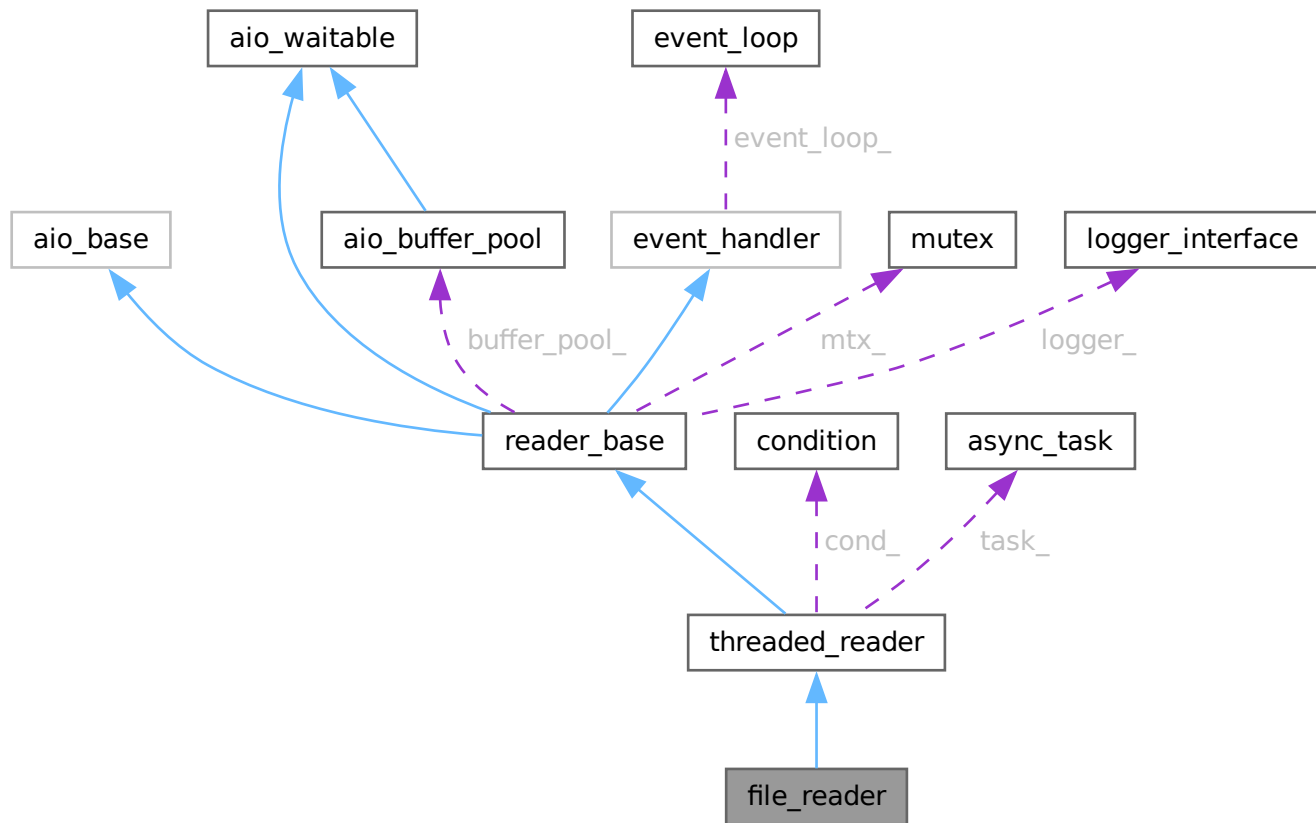 aio_waitable
event_loop
event_loop_
aio_base
aio_buffer_pool
event_handler
mutex
logger_interface
buffer_pool_
mtx_
logger_
reader_base
condition
async_task
cond_
task_
threaded_reader
file_reader